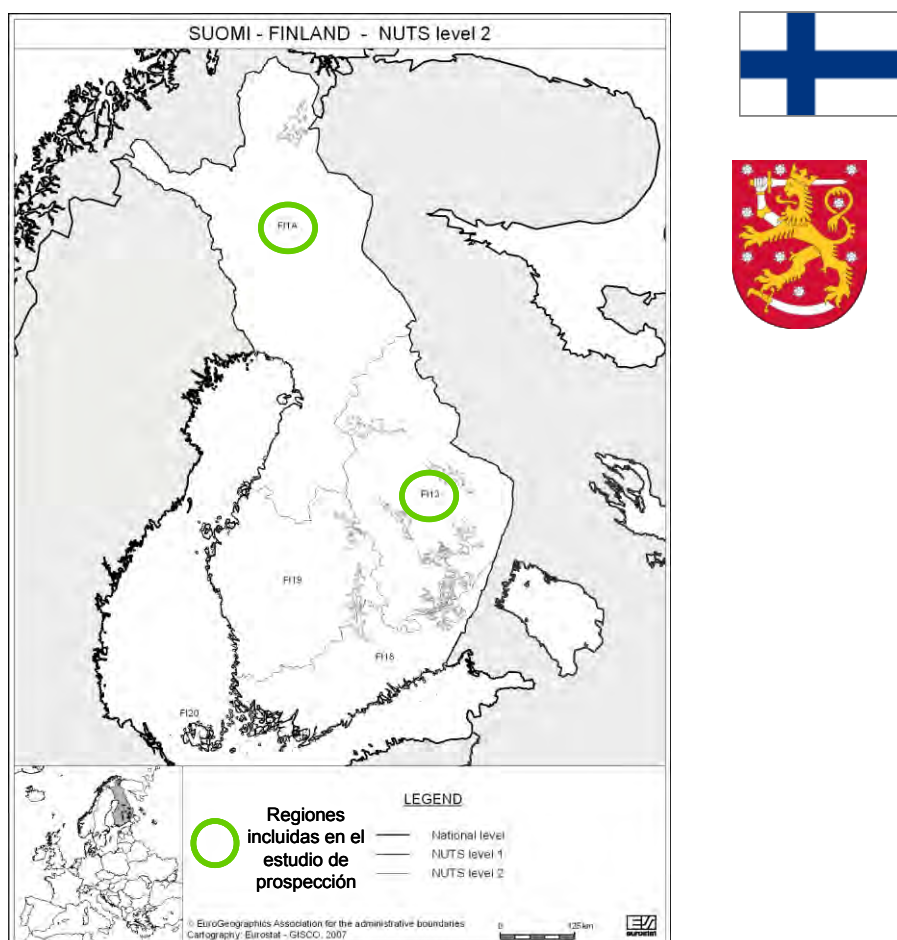 SUOMI - FINLAND - NUTS level 2
FI1A
FI13
FI19
FI18
FI20
Regiones
incluidas en el
estudio de
prospección
LEGEND
National level
NUTS level 1
NUTS level 2
© EuroGeographics Association for the administrative boundaries
Cartography: Eurostat - GISCO, 2007
0 125 km
eurostat